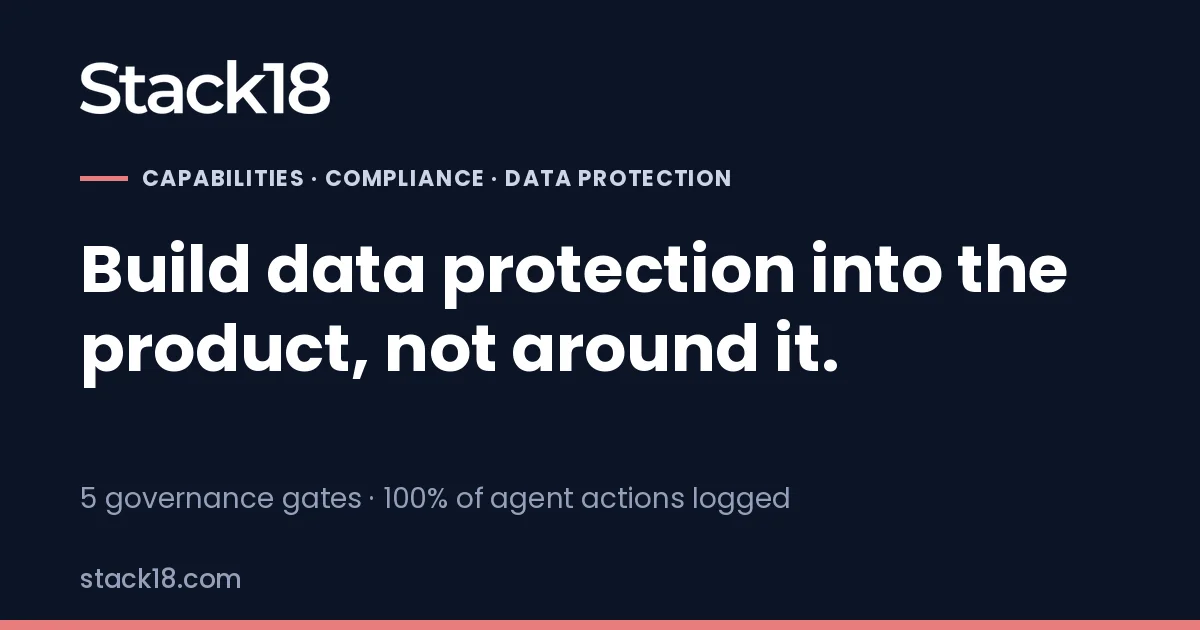 Stack18
CAPABILITIES · COMPLIANCE · DATA PROTECTION
Build data protection into the
product, not around it.
5 governance gates · 100% of agent actions logged
stack18.com